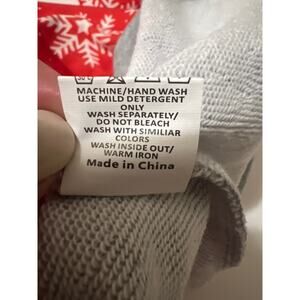 MACHINE/HAND WASH
USE MILD DETERGENT
ONLY
WASH SEPARATELY/
DO NOT BLEACH
WASH WITH SIMILIAR
COLORS
WASH INSIDE OUT/
WARM IRON
Made in China